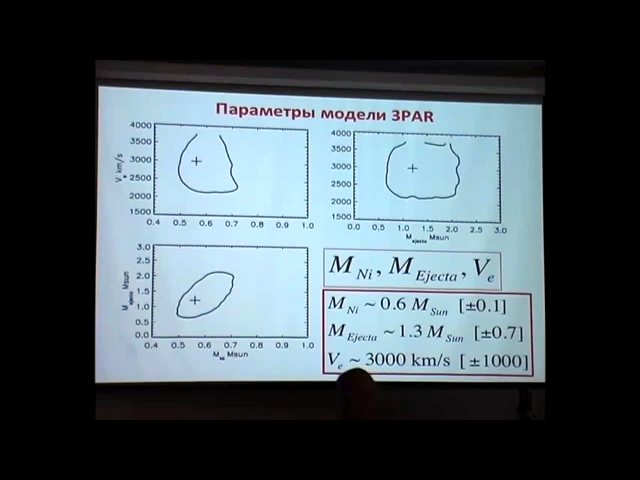 Параметры модели 3PAR
4000
3500
3000
2500
2000
1500
V_e km/s
0.4 0.5 0.6 0.7 0.8 0.9 1.0
4000
3500
3000
2500
2000
1500
0.0 0.5 1.0 1.5 2.0 2.5 3.0
M_ejecta Msun
3.0
2.5
2.0
1.5
1.0
0.5
0.0
M_ejecta Msun
0.4 0.5 0.6 0.7 0.8 0.9 1.0
M_Ni Msun
M_Ni , M_Ejecta , V_e
M_Ni ~ 0.6 M_Sun [±0.1]
M_Ejecta ~ 1.3 M_Sun [±0.7]
V_e ~ 3000 km/s [±1000]